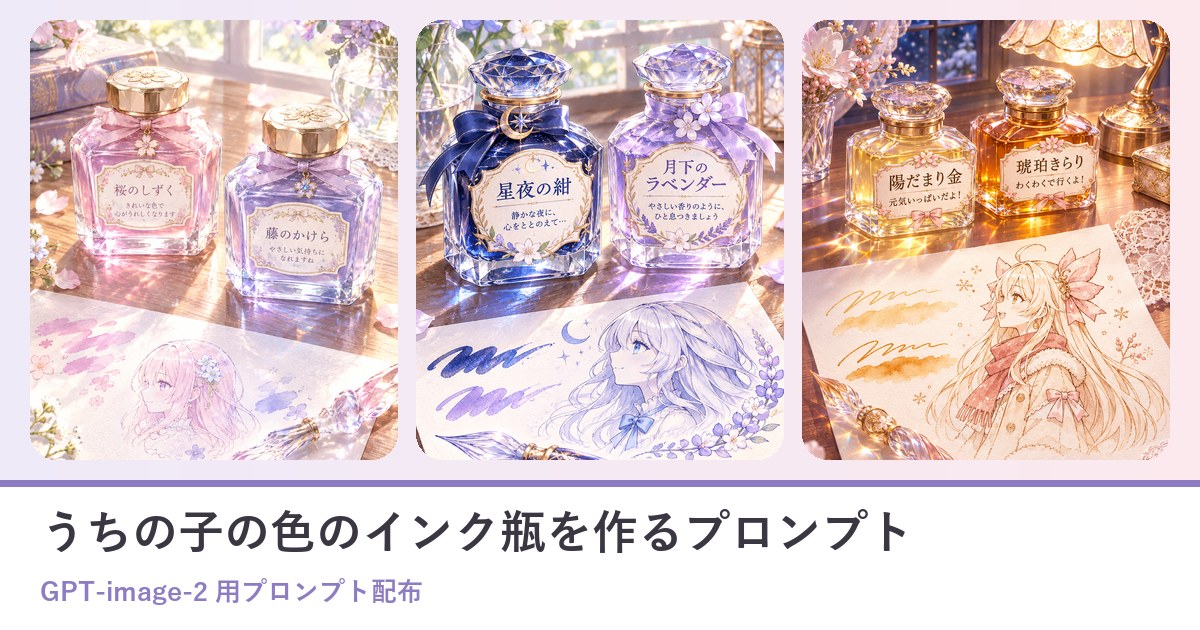 桜のしずく
きれいな色で
心がうれしくなります
藤のかけら
やさしい気持ちに
なれますね
星夜の紺
静かな夜に、
心をととのえて…
月下の
ラベンダー
やさしい香りのように、
ひと息つきましょう
陽だまり金
元気いっぱいだよ!
琥珀きらり
わくわくで行くよ!
うちの子の色のインク瓶を作るプロンプト
GPT-image-2 用プロンプト配布